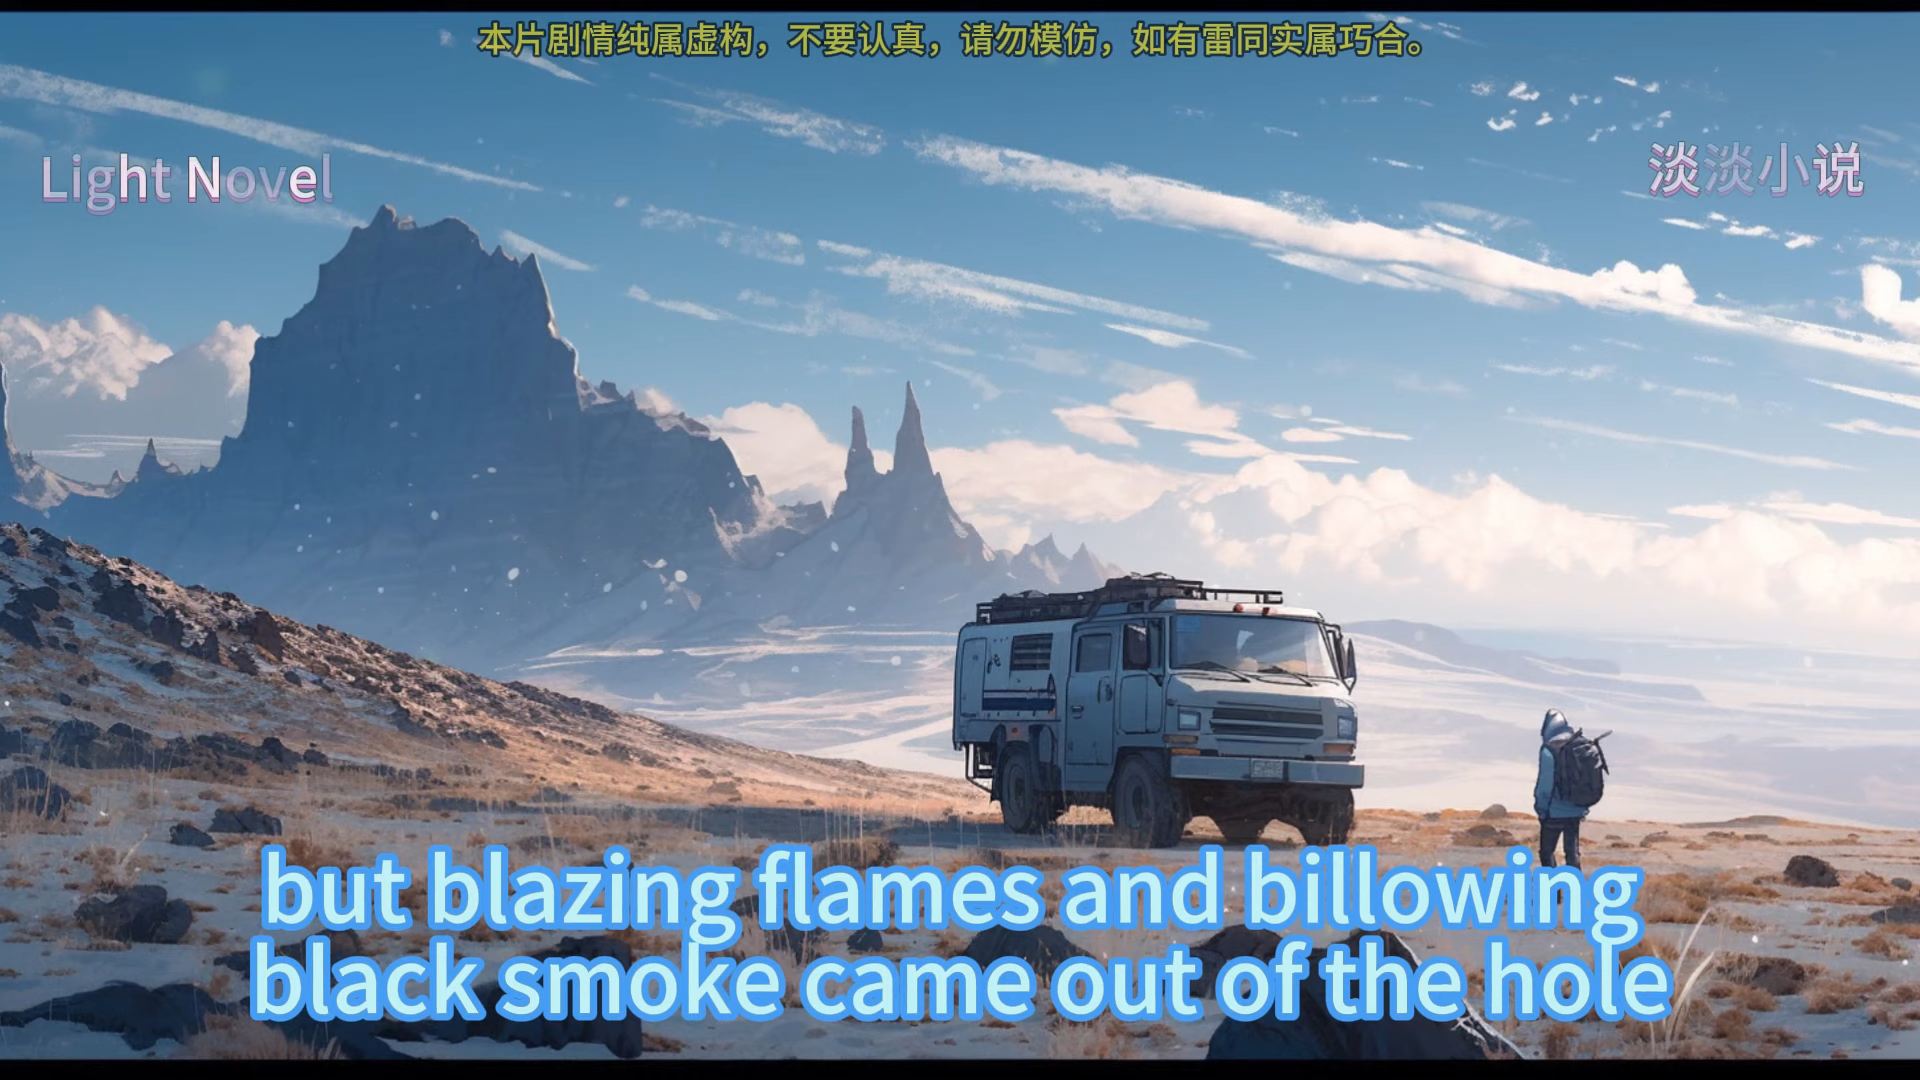 本片剧情纯属虚构，不要认真，请勿模仿，如有雷同实属巧合。
Light Novel
淡淡小说
but blazing flames and billowing
black smoke came out of the hole